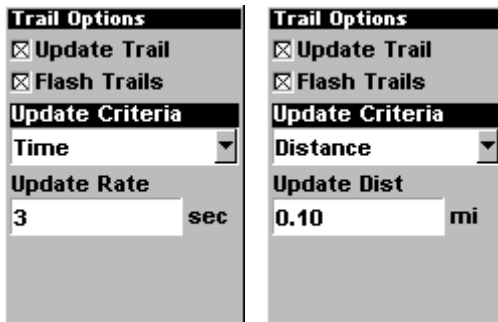 Trail Options
Update Trail
Flash Trails
Update Criteria
Time
Update Rate
3 sec
Trail Options
Update Trail
Flash Trails
Update Criteria
Distance
Update Dist
0.10 mi